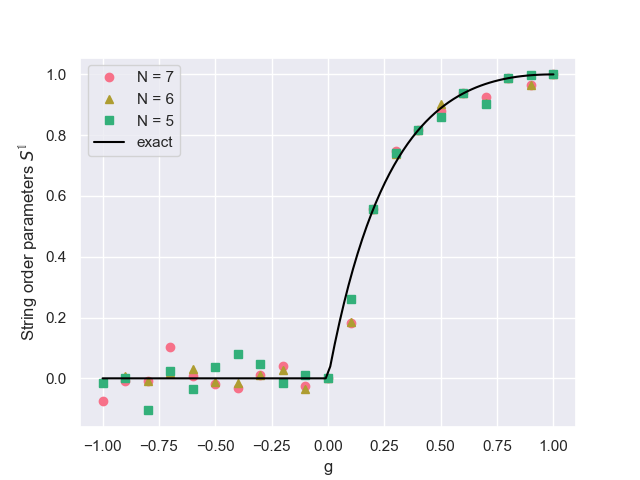 1.0
0.8
0.6
0.4
0.2
0.0
String order parameters S^𝟙
N = 7
N = 6
N = 5
exact
−1.00 −0.75 −0.50 −0.25 0.00 0.25 0.50 0.75 1.00
g